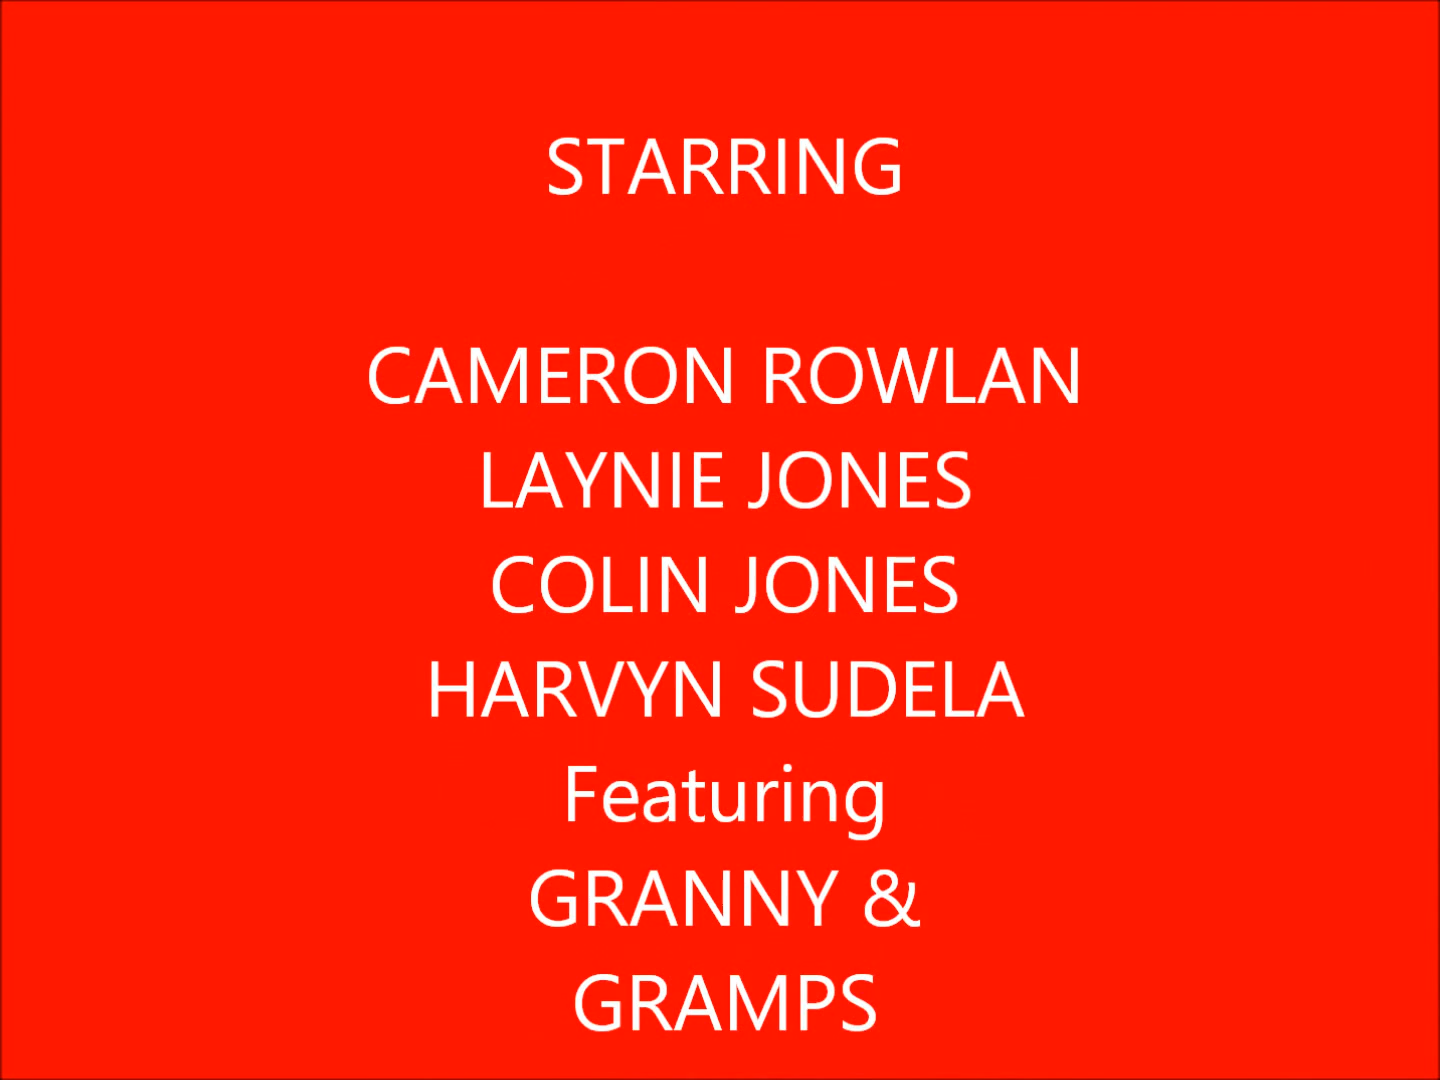 STARRING
CAMERON ROWLAN
LAYNIE JONES
COLIN JONES
HARVYN SUDELA
Featuring
GRANNY &
GRAMPS